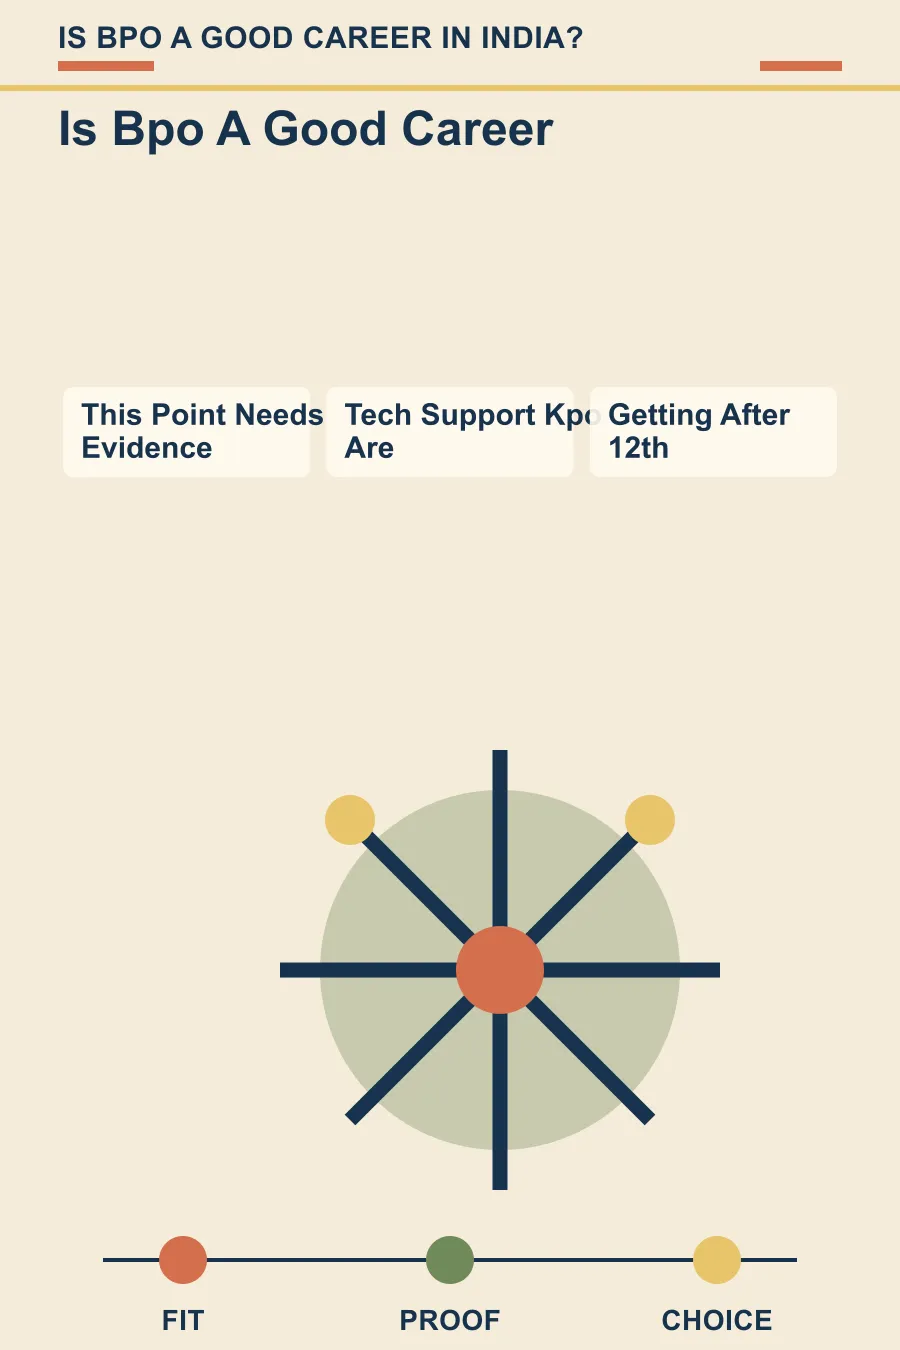 IS BPO A GOOD CAREER IN INDIA?
Is Bpo A Good Career
This Point Needs
Evidence
Tech Support Kpo
Are
Getting After
12th
FIT
PROOF
CHOICE